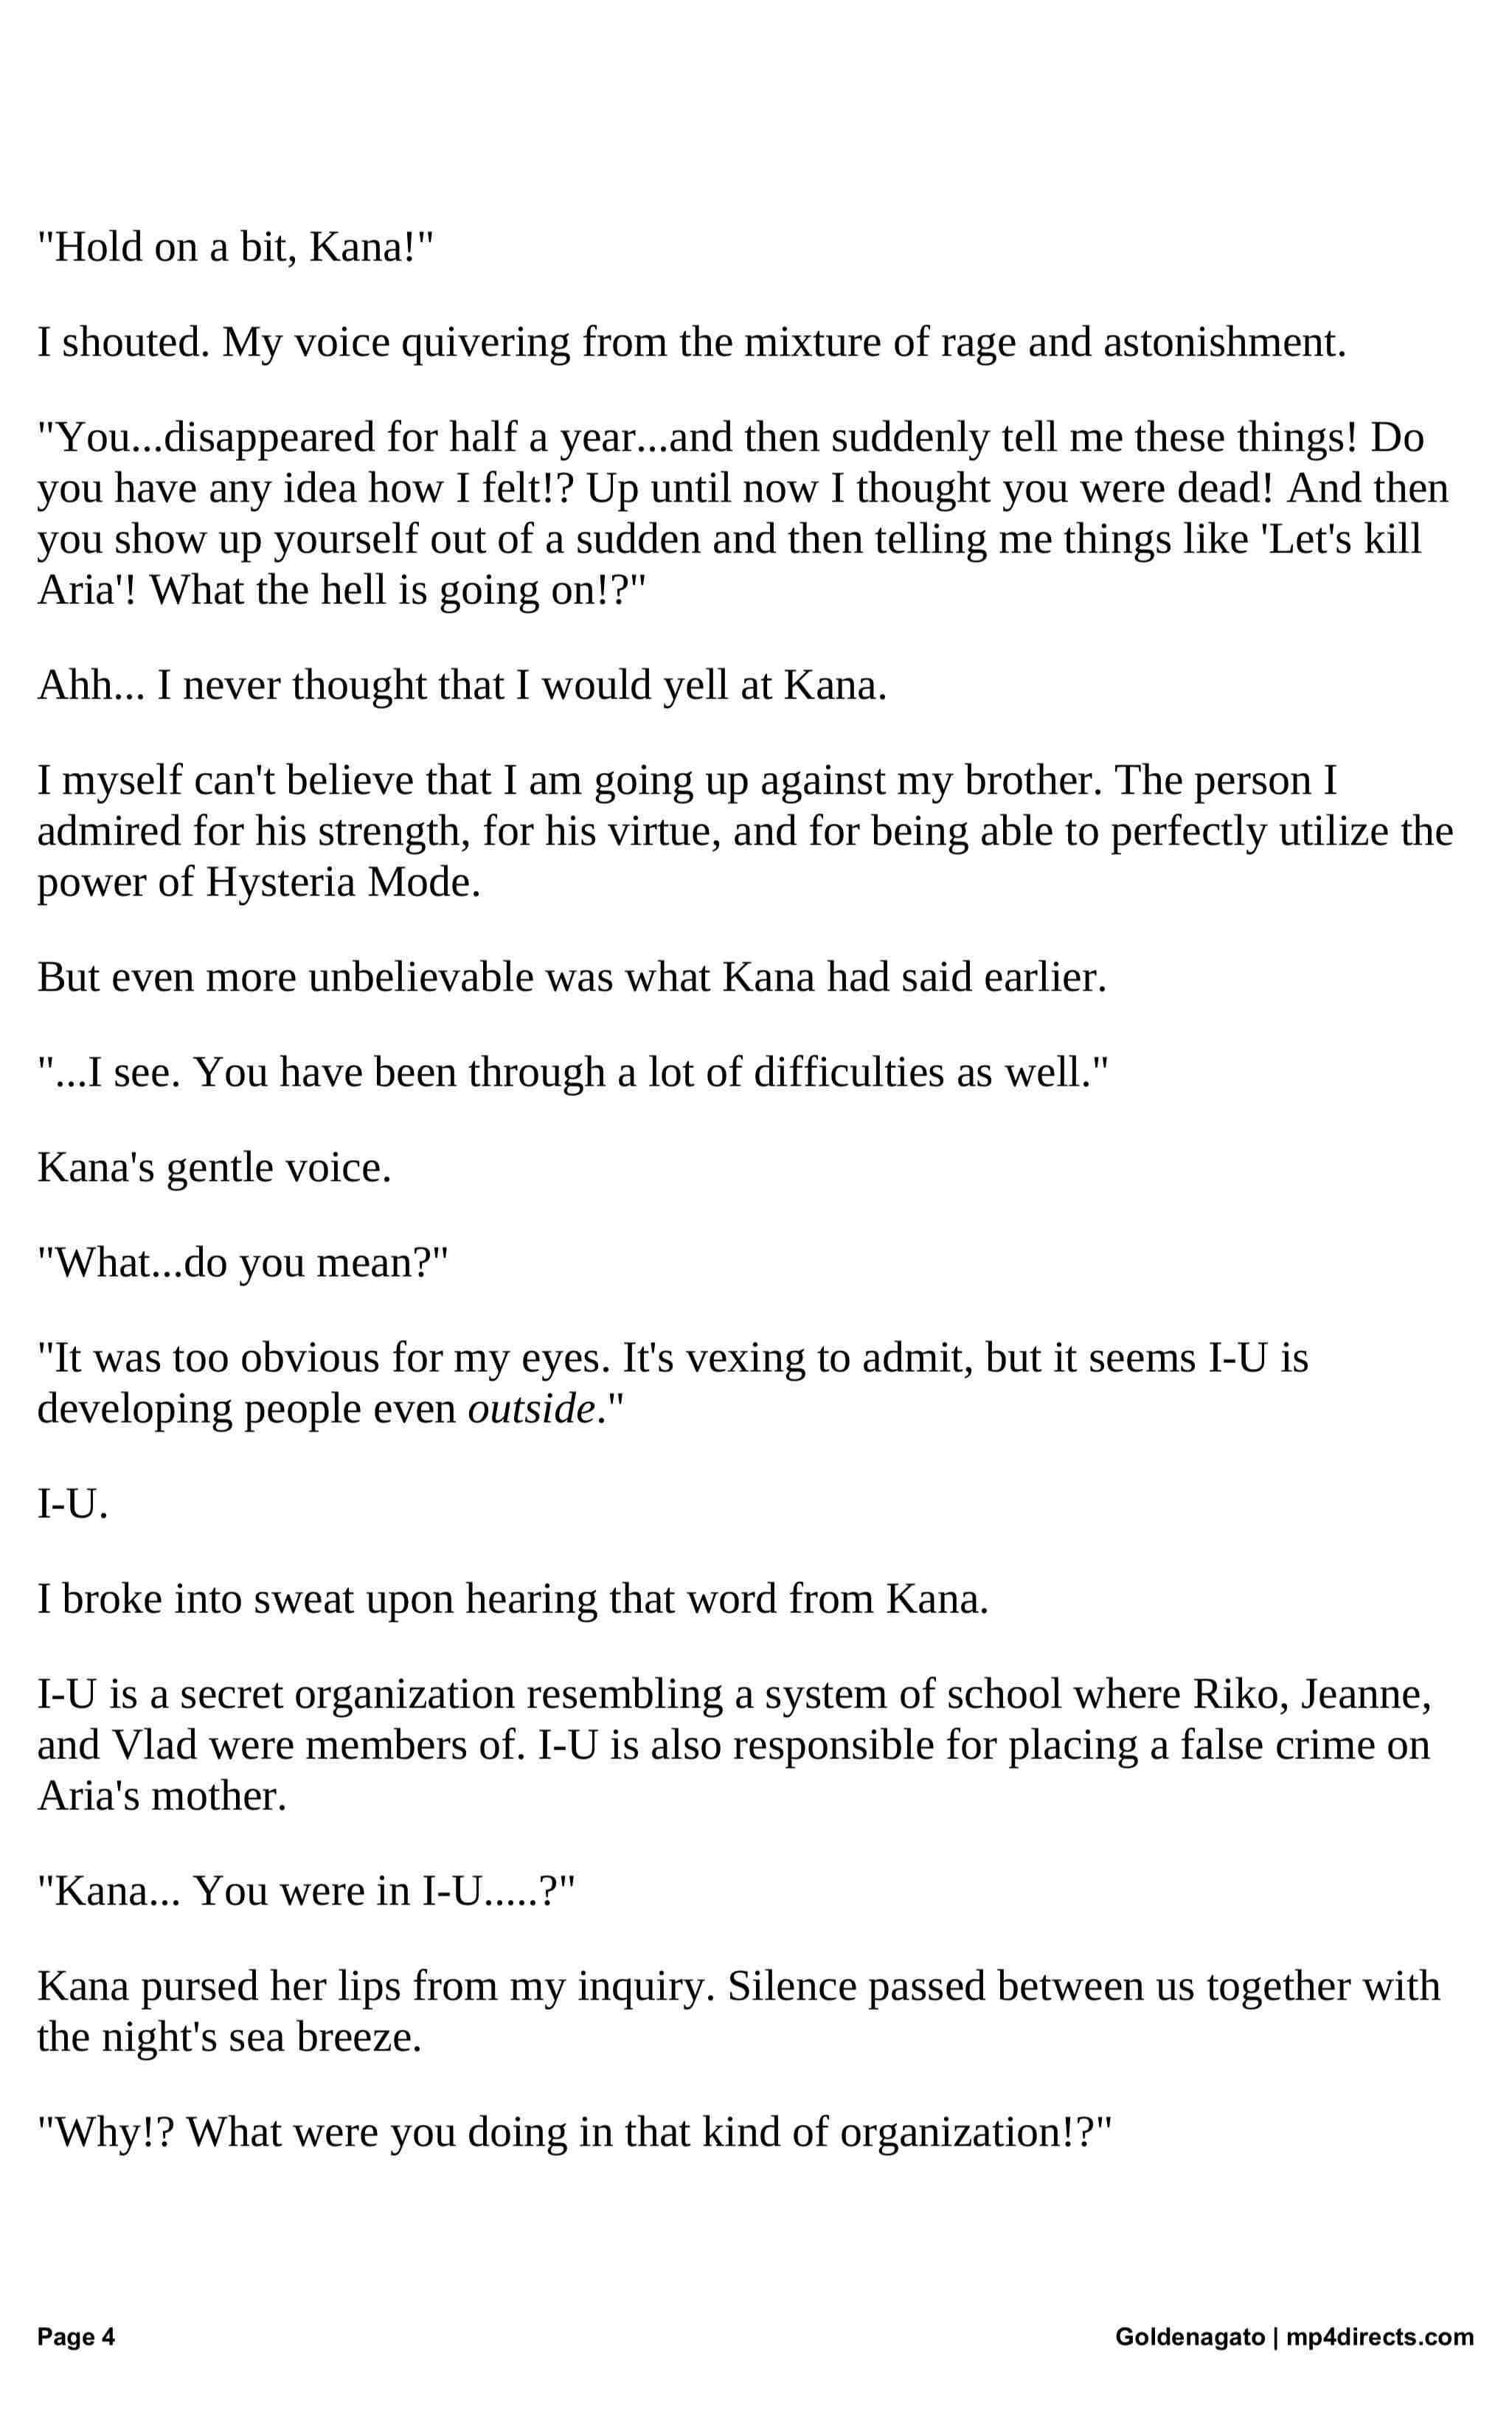 "Hold on a bit, Kana!"
I shouted. My voice quivering from the mixture of rage and astonishment.
"You...disappeared for half a year...and then suddenly tell me these things! Do
you have any idea how I felt!? Up until now I thought you were dead! And then
you show up yourself out of a sudden and then telling me things like 'Let's kill
Aria'! What the hell is going on!?"
Ahh... I never thought that I would yell at Kana.
I myself can't believe that I am going up against my brother. The person I
admired for his strength, for his virtue, and for being able to perfectly utilize the
power of Hysteria Mode.
But even more unbelievable was what Kana had said earlier.
"...I see. You have been through a lot of difficulties as well."
Kana's gentle voice.
"What...do you mean?"
"It was too obvious for my eyes. It's vexing to admit, but it seems I-U is
developing people even outside."
I-U.
I broke into sweat upon hearing that word from Kana.
I-U is a secret organization resembling a system of school where Riko, Jeanne,
and Vlad were members of. I-U is also responsible for placing a false crime on
Aria's mother.
"Kana... You were in I-U.....?"
Kana pursed her lips from my inquiry. Silence passed between us together with
the night's sea breeze.
"Why!? What were you doing in that kind of organization!?"
Page 4
Goldenagato | mp4directs.com